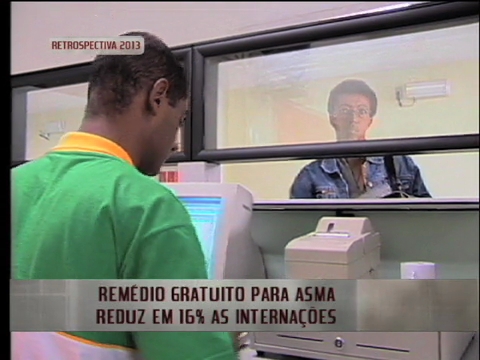 RETROSPECTIVA 2013
REMÉDIO GRATUITO PARA ASMA
REDUZ EM 16% AS INTERNAÇÕES